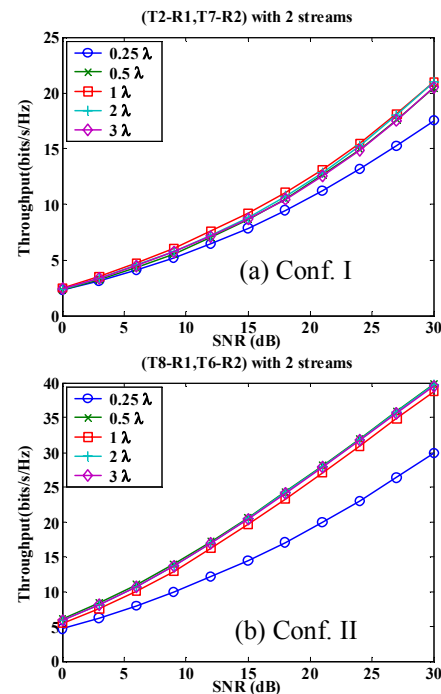 (T2-R1,T7-R2) with 2 streams
25
20
15
10
5
0
Throughput(bits/s/Hz)
0.25 λ
0.5 λ
1 λ
2 λ
3 λ
(a) Conf. I
0 5 10 15 20 25 30
SNR (dB)
(T8-R1,T6-R2) with 2 streams
40
35
30
25
20
15
10
5
0
Throughput(bits/s/Hz)
0.25 λ
0.5 λ
1 λ
2 λ
3 λ
(b) Conf. II
0 5 10 15 20 25 30
SNR (dB)